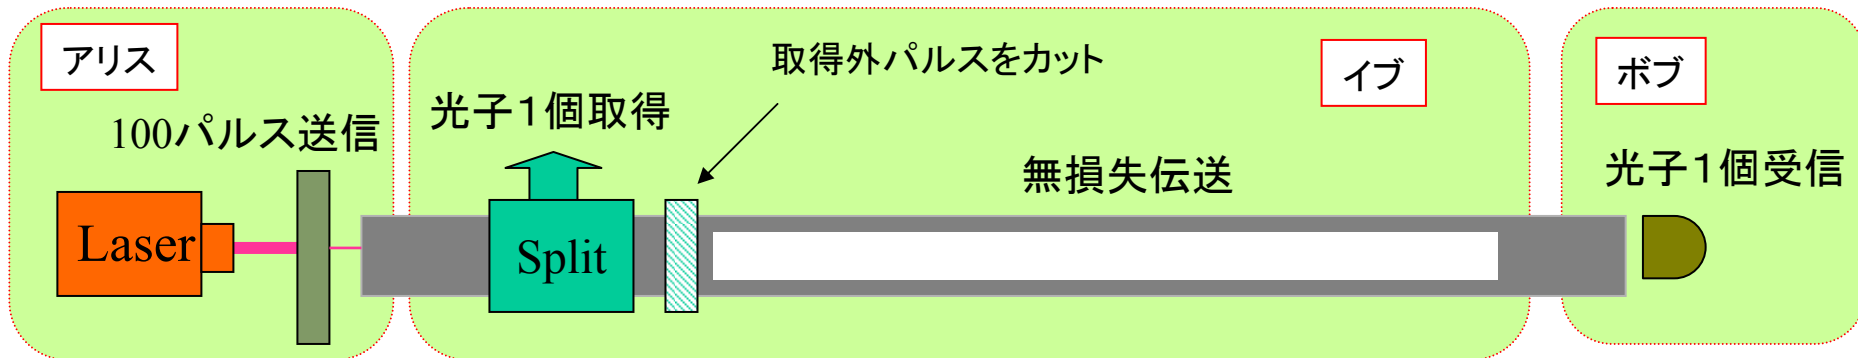 アリス
100パルス送信
Laser
光子１個取得
Split
取得外パルスをカット
イブ
無損失伝送
ボブ
光子１個受信